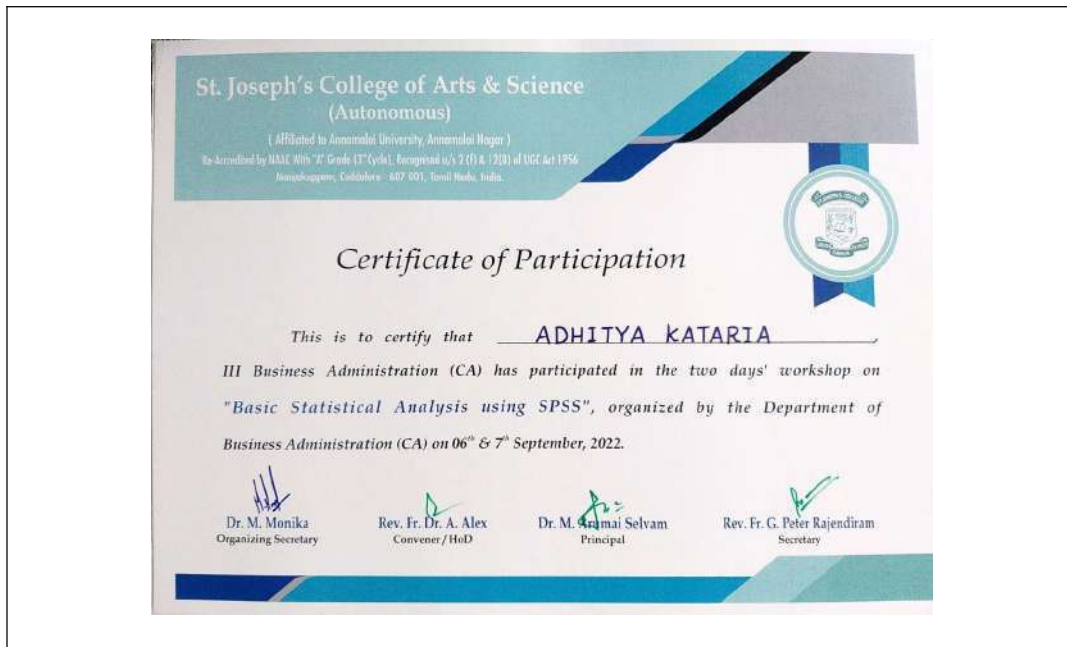 St. Joseph's College of Arts & Science
(Autonomous)
( Affiliated to Annamalai University, Annamalai Nagar )
Re-Accredited by NAAC With "A" Grade (3rd Cycle), Recognised u/s 2 (f) & 12(B) of UGC Act 1956
Manjakuppam, Cuddalore - 607 001, Tamil Nadu, India.
Certificate of Participation
This is to certify that ADHITYA KATARIA,
III Business Administration (CA) has participated in the two days' workshop on
"Basic Statistical Analysis using SPSS", organized by the Department of
Business Administration (CA) on 06th & 7th September, 2022.
Dr. M. Monika Rev. Fr. Dr. A. Alex Dr. M. Arumai Selvam Rev. Fr. G. Peter Rajendiram
Organizing Secretary Convener / HoD Principal Secretary